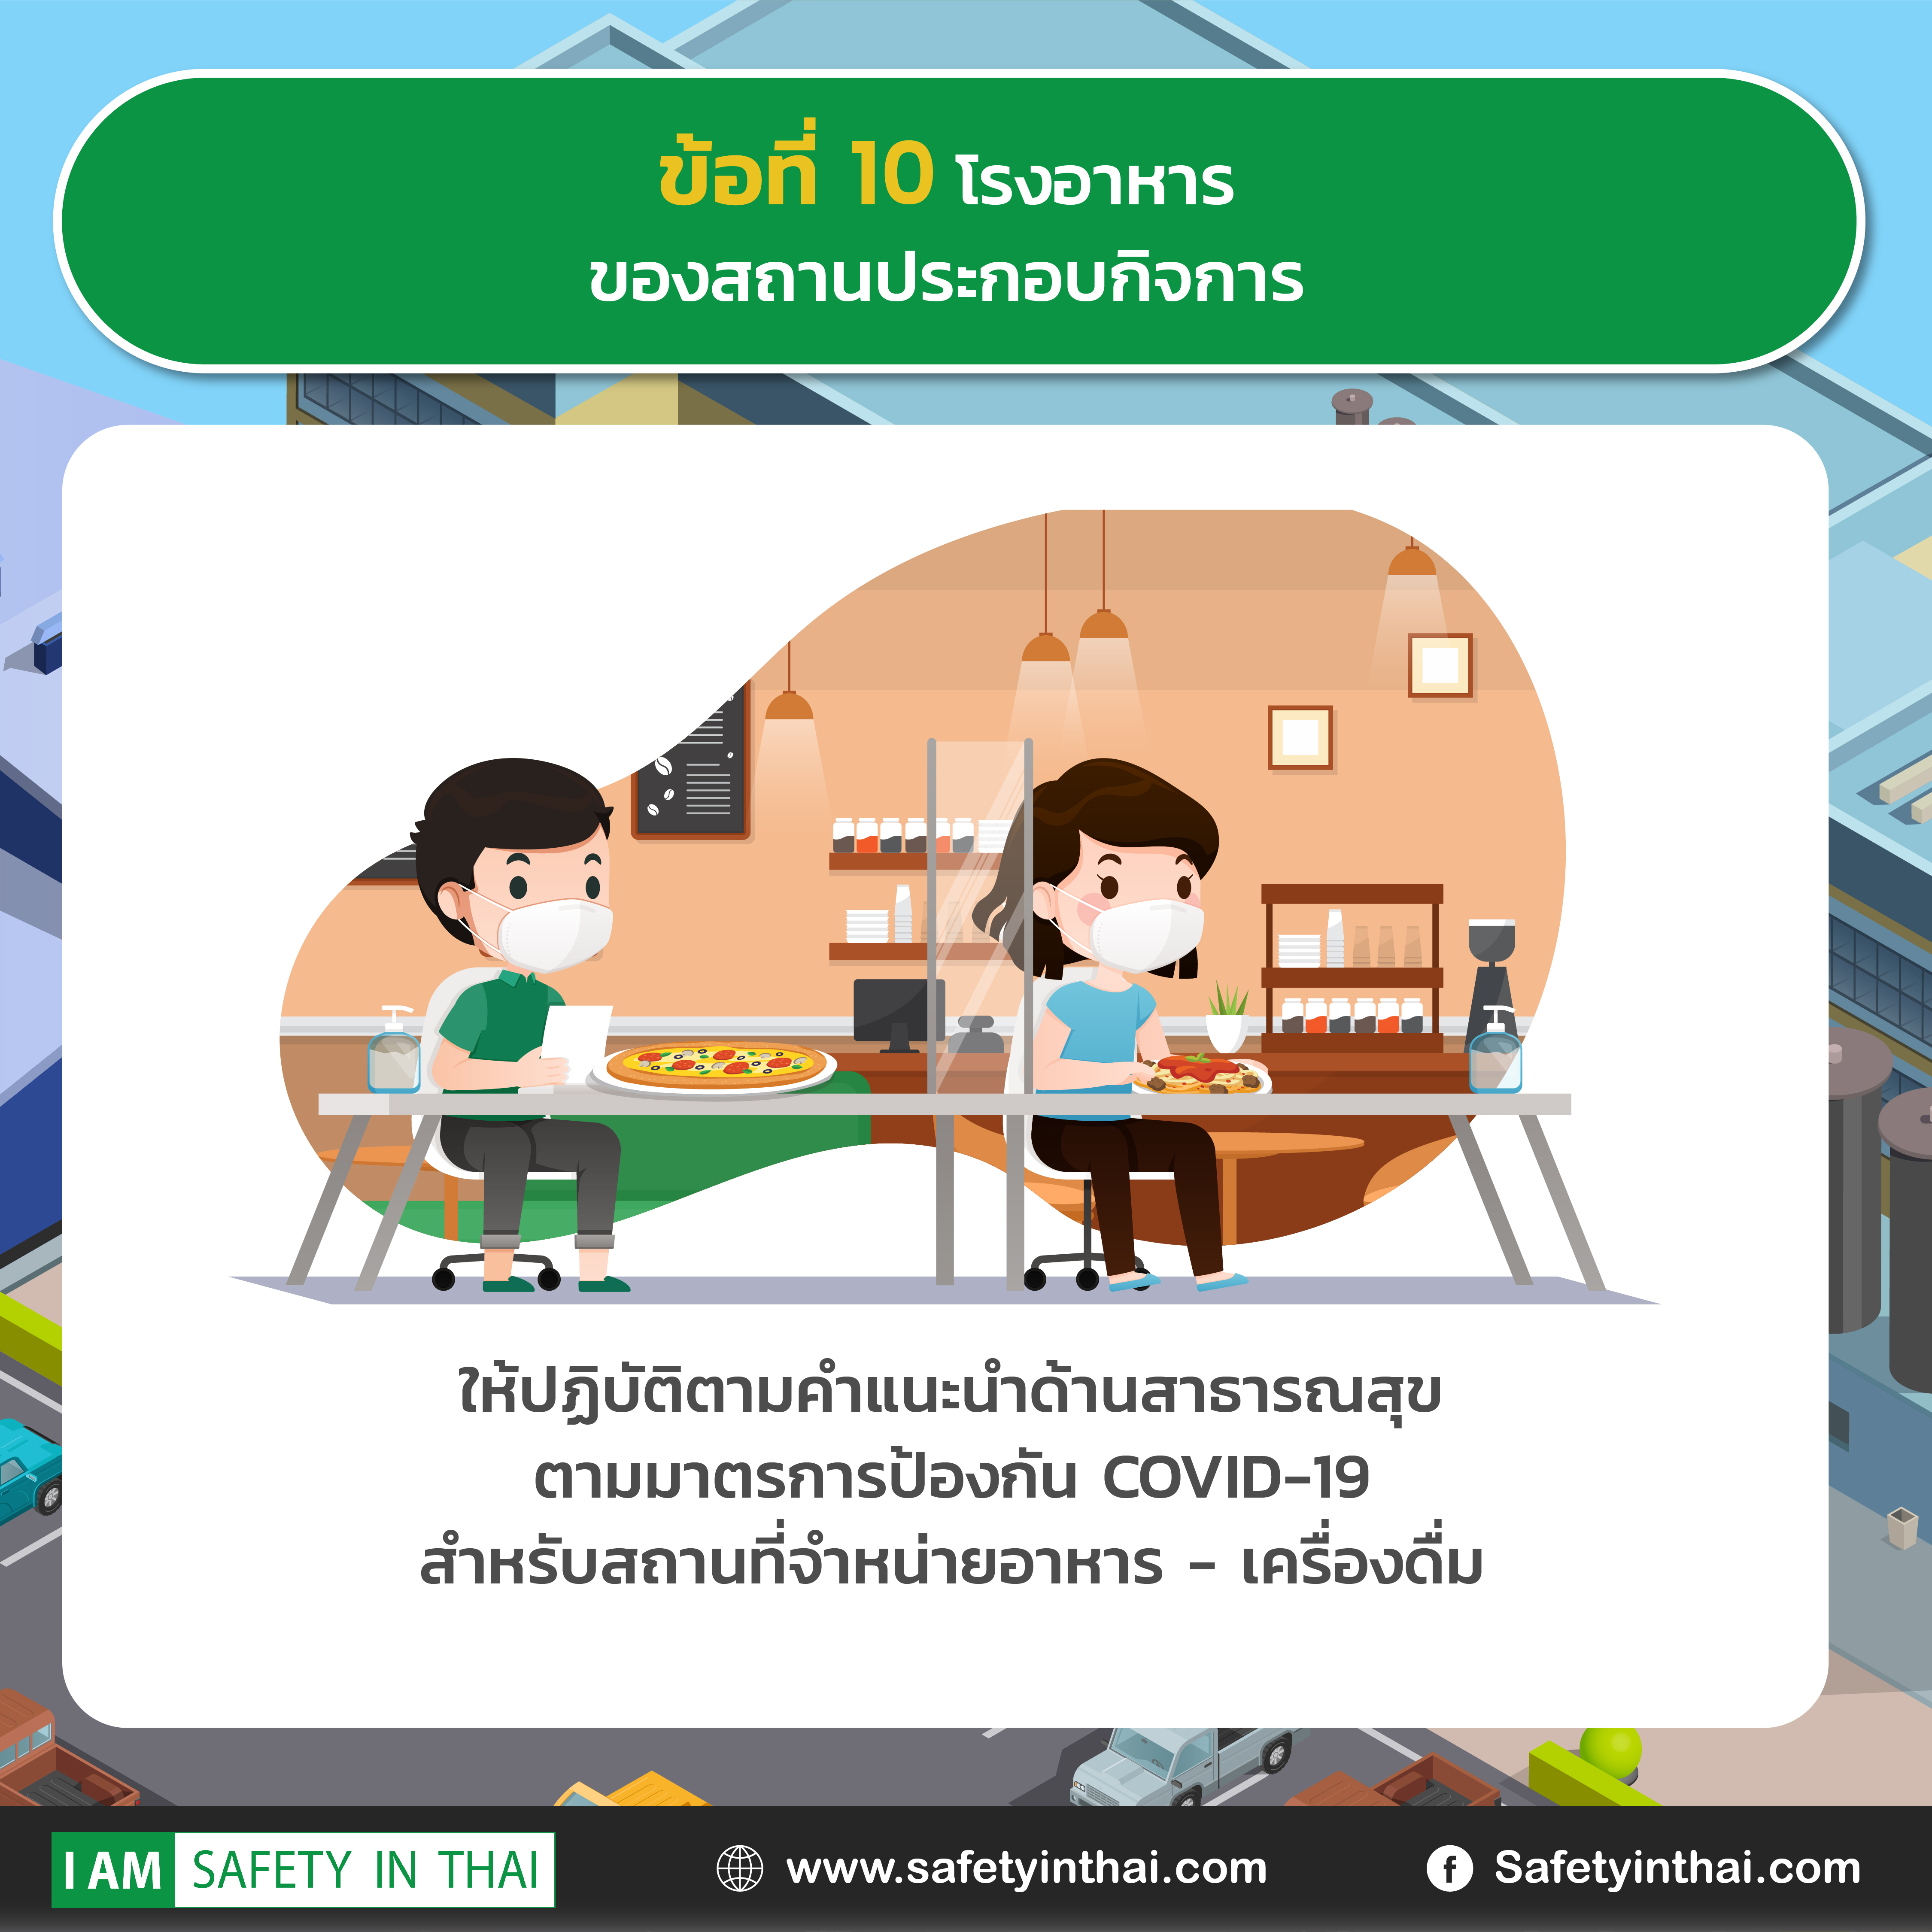 ข้อที่ 10 โรงอาหาร
ของสถานประกอบกิจการ
ให้ปฏิบัติตามคำแนะนำด้านสาธารณสุข
ตามมาตรการป้องกัน COVID-19
สำหรับสถานที่จำหน่ายอาหาร - เครื่องดื่ม
I AM SAFETY IN THAI
www.safetyinthai.com
Safetyinthai.com